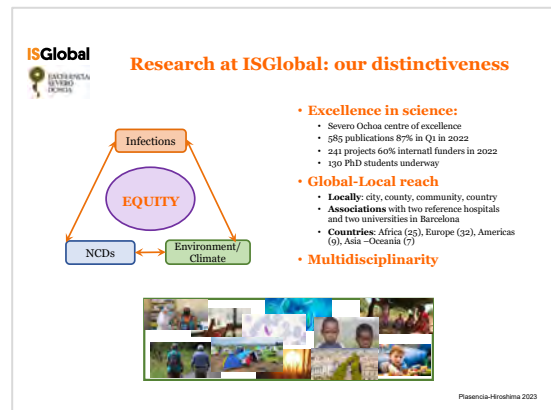 ISGlobal
EXCELENCIA
SEVERO
OCHOA
Research at ISGlobal: our distinctiveness
Infections
EQUITY
NCDs
Environment/
Climate
• Excellence in science:
• Severo Ochoa centre of excellence
• 585 publications 87% in Q1 in 2022
• 241 projects 60% internatl funders in 2022
• 130 PhD students underway
• Global-Local reach
• Locally: city, county, community, country
• Associations with two reference hospitals
and two universities in Barcelona
• Countries: Africa (25), Europe (32), Americas
(9), Asia –Oceania (7)
• Multidisciplinarity
Plasencia-Hiroshima 2023